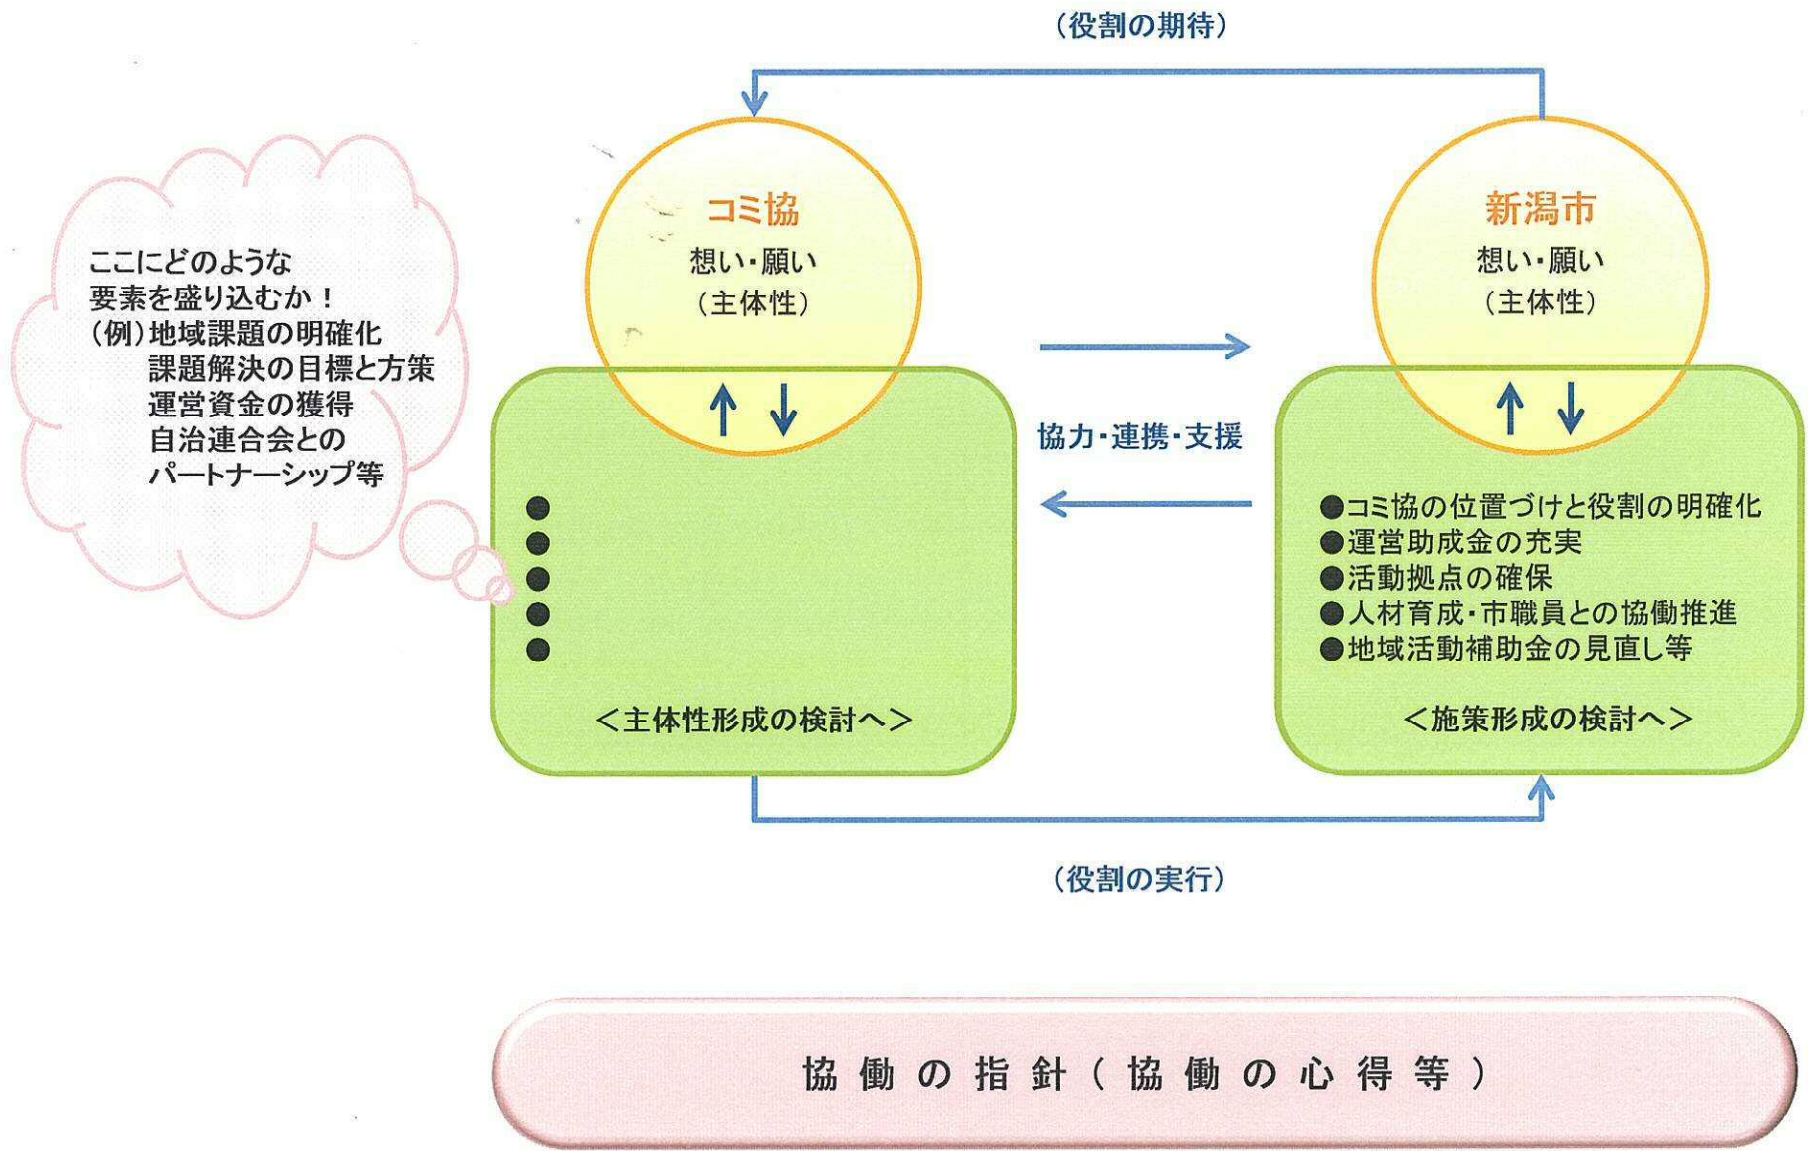 (役割の期待)
コミ協
想い・願い
(主体性)
新潟市
想い・願い
(主体性)
ここにどのような
要素を盛り込むか！
(例)地域課題の明確化
課題解決の目標と方策
運営資金の獲得
自治連合会との
パートナーシップ等
協力・連携・支援
●
●
●
●
●
＜主体性形成の検討へ＞
●コミ協の位置づけと役割の明確化
●運営助成金の充実
●活動拠点の確保
●人材育成・市職員との協働推進
●地域活動補助金の見直し等
＜施策形成の検討へ＞
(役割の実行)
協働の指針(協働の心得等)